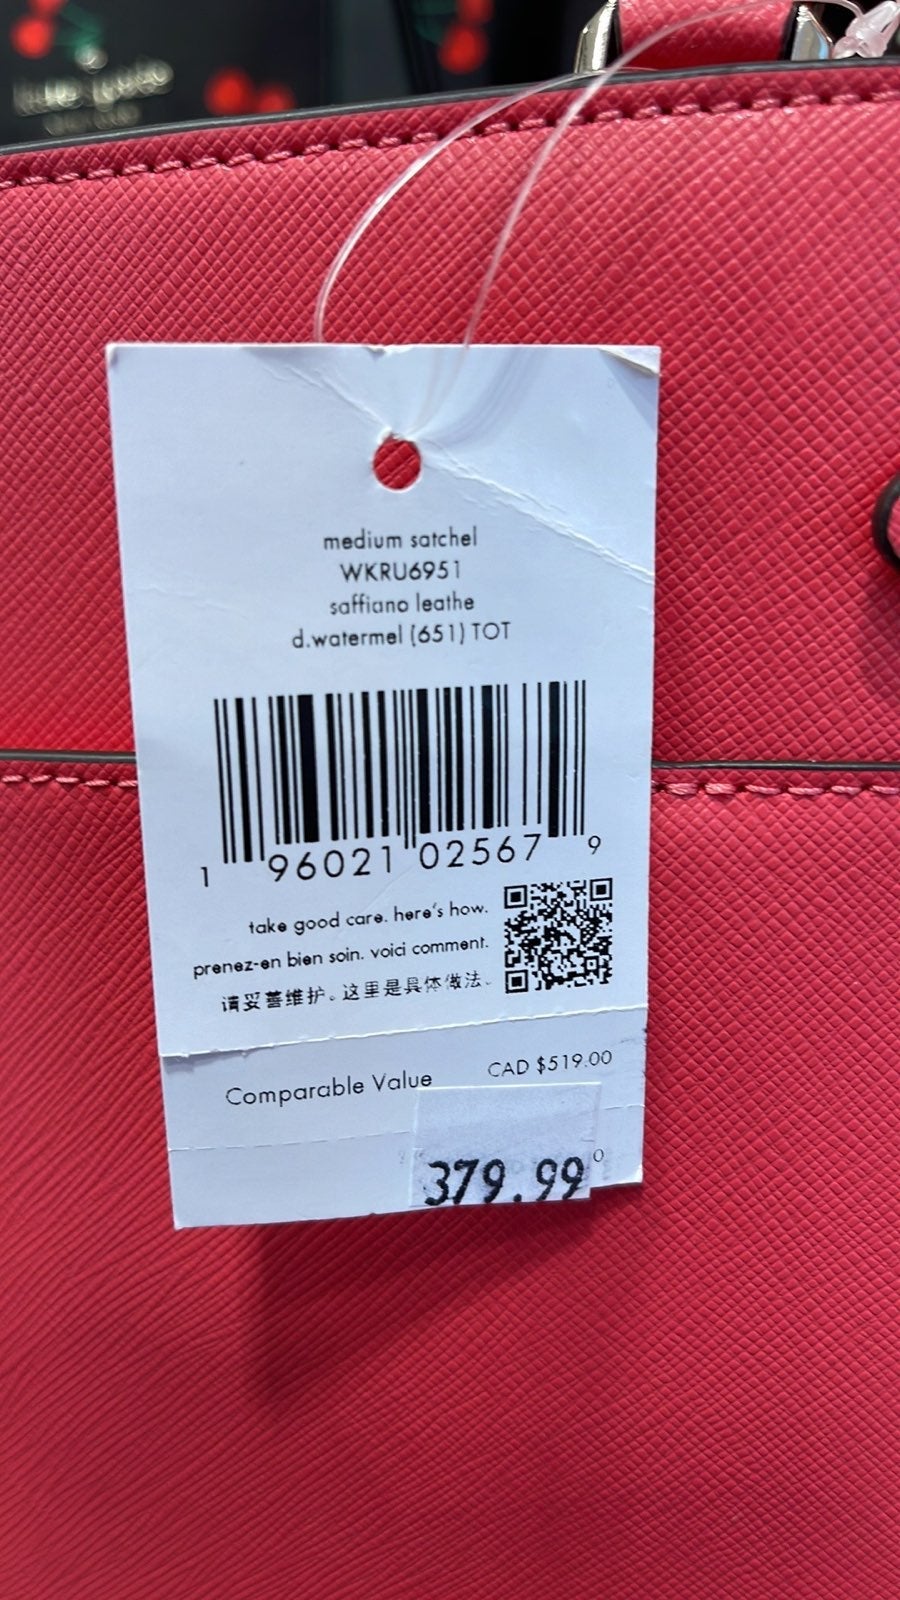 medium satchel
WKRU6951
saffiano leathe
d.watermel (651) TOT
1 96021 02567 9
take good care. here's how.
prenez-en bien soin. voici comment.
请妥善维护。这里是具体做法。
Comparable Value CAD $519.00
379.99